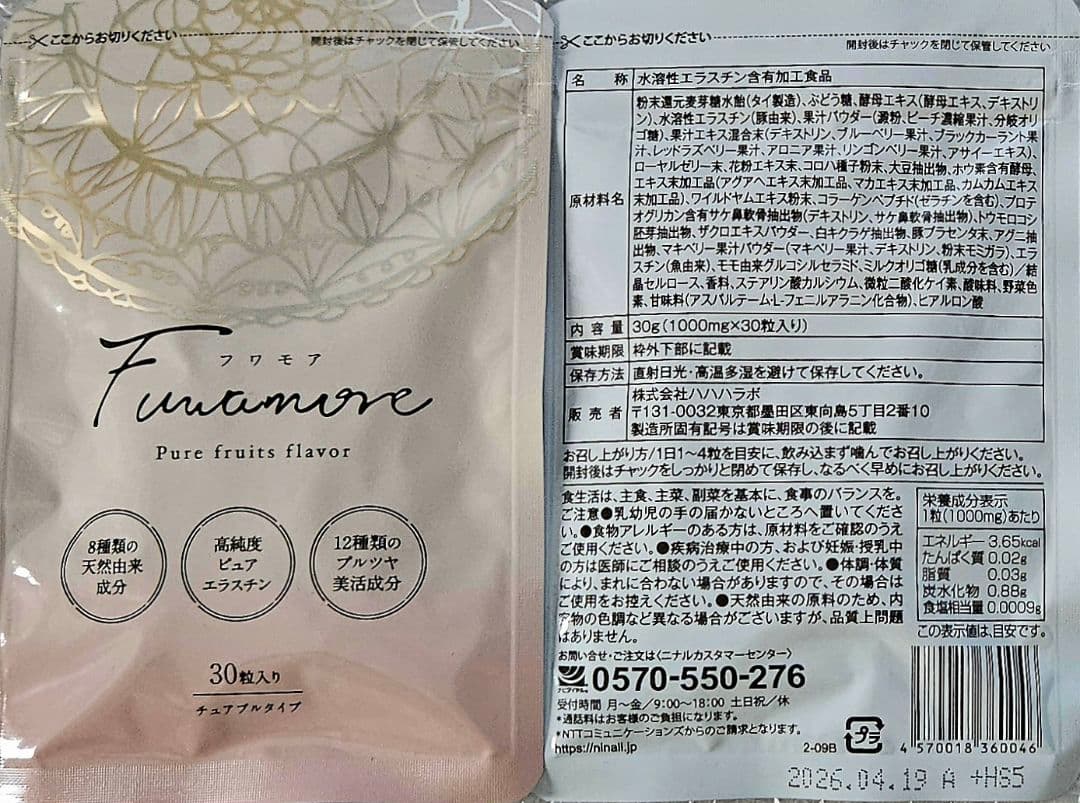 ここからお切りください
開封後はチャックを閉じて保管してください
Fuwamore
フワモア
Pure fruits flavor
8種類の
天然由来
成分
高純度
ピュア
エラスチン
12種類の
プルツヤ
美活成分
30粒入り
チュアブルタイプ
ここからお切りください
開封後はチャックを閉じて保管してください
名 称 水溶性エラスチン含有加工食品
原材料名
粉末還元麦芽糖水飴(タイ製造)、ぶどう糖、酵母エキス(酵母エキス、デキストリ
ン)、水溶性エラスチン(豚由来)、果汁パウダー(澱粉、ピーチ濃縮果汁、分岐オリ
ゴ糖)、果汁エキス混合末(デキストリン、ブルーベリー果汁、ブラックカーラント果
汁、レッドラズベリー果汁、アロニア果汁、リンゴンベリー果汁、アサイーエキス)、
ローヤルゼリー末、花粉エキス末、コロハ種子粉末、大豆抽出物、ホウ素含有酵母、
エキス末加工品(アグアヘエキス末加工品、マカエキス末加工品、カムカムエキス
末加工品)、ワイルドヤムエキス粉末、コラーゲンペプチド(ゼラチンを含む)、プロテ
オグリカン含有サケ鼻軟骨抽出物(デキストリン、サケ鼻軟骨抽出物)、トウモロコシ
胚芽抽出物、ザクロエキスパウダー、白キクラゲ抽出物、豚プラセンタ末、アグニ抽
出物、マキベリー果汁パウダー(マキベリー果汁、デキストリン、粉末モミガラ)、エラ
スチン(魚由来)、モモ由来グルコシルセラミド、ミルクオリゴ糖(乳成分を含む)/結
晶セルロース、香料、ステアリン酸カルシウム、微粒二酸化ケイ素、酸味料、野菜色
素、甘味料(アスパルテーム・L-フェニルアラニン化合物)、ヒアルロン酸
内 容 量 30g(1000mg×30粒入り)
賞味期限 枠外下部に記載
保存方法 直射日光・高温多湿を避けて保存してください。
販 売 者
株式会社ハハハラボ
〒131-0032東京都墨田区東向島5丁目2番10
製造所固有記号は賞味期限の後に記載
お召し上がり方/1日1~4粒を目安に、飲み込まず噛んでお召し上がりください。
開封後はチャックをしっかりと閉めて保存し、なるべく早めにお召し上がりください。
食生活は、主食、主菜、副菜を基本に、食事のバランスを。
ご注意●乳幼児の手の届かないところへ置いてくださ
い。●食物アレルギーのある方は、原材料をご確認のうえ
ご使用ください。●疾病治療中の方、および妊娠・授乳中
の方は医師にご相談のうえご使用ください。●体調・体質
により、まれに合わない場合がありますので、その場合は
ご使用をお控えください。●天然由来の原料のため、内
容物の色調など異なる場合がございますが、品質上問題
はありません。
栄養成分表示
1粒(1000mg)あたり
エネルギー 3.65kcal
たんぱく質 0.02g
脂質 0.03g
炭水化物 0.88g
食塩相当量 0.0009g
この表示値は、目安です。
お問い合せ・ご注文は〈ニナルカスタマーセンター〉
ナビダイヤル 0570-550-276
受付時間 月~金/9:00~18:00 土日祝/休
*通話料はお客様のご負担になります。
*NTTコミュニケーションズからのご請求となります。
https://ninall.jp
2-09B
プラ
4 570018 360046
2026.04.19 A +HS5